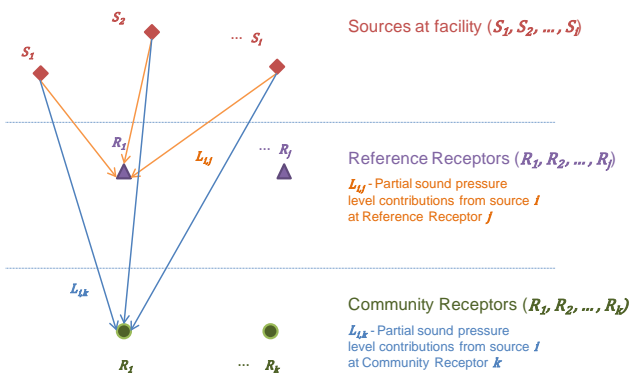 Sources at facility (S1, S2, ... , Si)
S1
S2
... Si
R1
... Rj
Li,j
Reference Receptors (R1, R2, ... , Rj)
Li,j - Partial sound pressure
level contributions from source i
at Reference Receptor j
Li,k
Community Receptors (R1, R2, ... , Rk)
Li,k - Partial sound pressure
level contributions from source i
at Community Receptor k
R1
... Rk